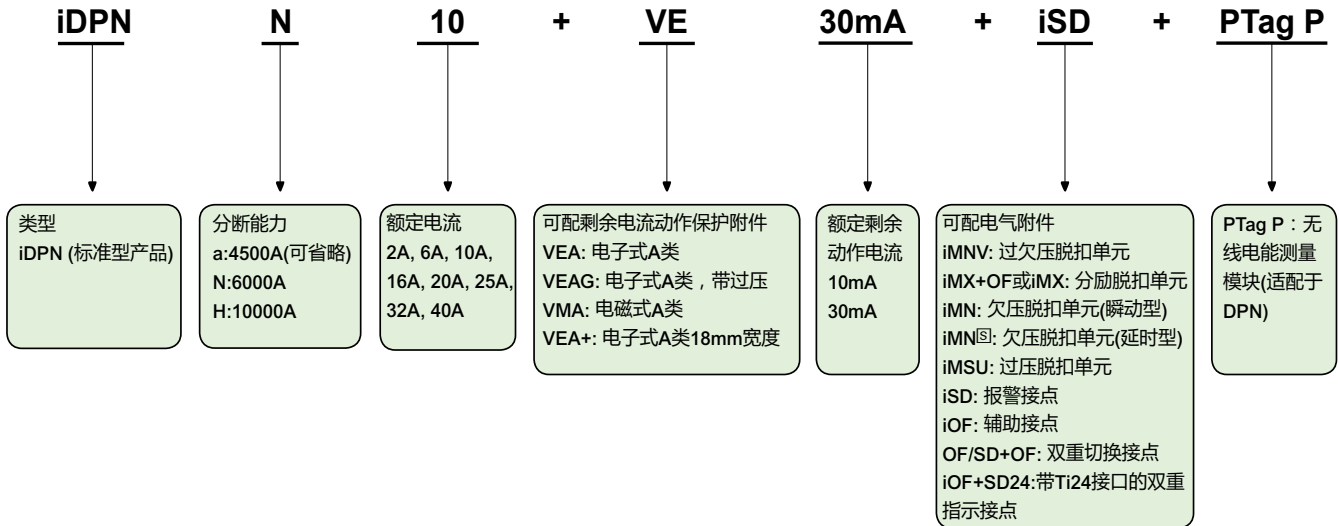 iDPN N 10 + VE 30mA + iSD + PTag P
类型
iDPN (标准型产品)
分断能力
a:4500A(可省略)
N:6000A
H:10000A
额定电流
2A, 6A, 10A,
16A, 20A, 25A,
32A, 40A
可配剩余电流动作保护附件
VEA: 电子式A类
VEAG: 电子式A类，带过压
VMA: 电磁式A类
VEA+: 电子式A类18mm宽度
额定剩余
动作电流
10mA
30mA
可配电气附件
iMNV: 过欠压脱扣单元
iMX+OF或iMX: 分励脱扣单元
iMN: 欠压脱扣单元(瞬动型)
iMN🅂: 欠压脱扣单元(延时型)
iMSU: 过压脱扣单元
iSD: 报警接点
iOF: 辅助接点
OF/SD+OF: 双重切换接点
iOF+SD24:带Ti24接口的双重
指示接点
PTag P：无
线电能测量
模块(适配于
DPN)